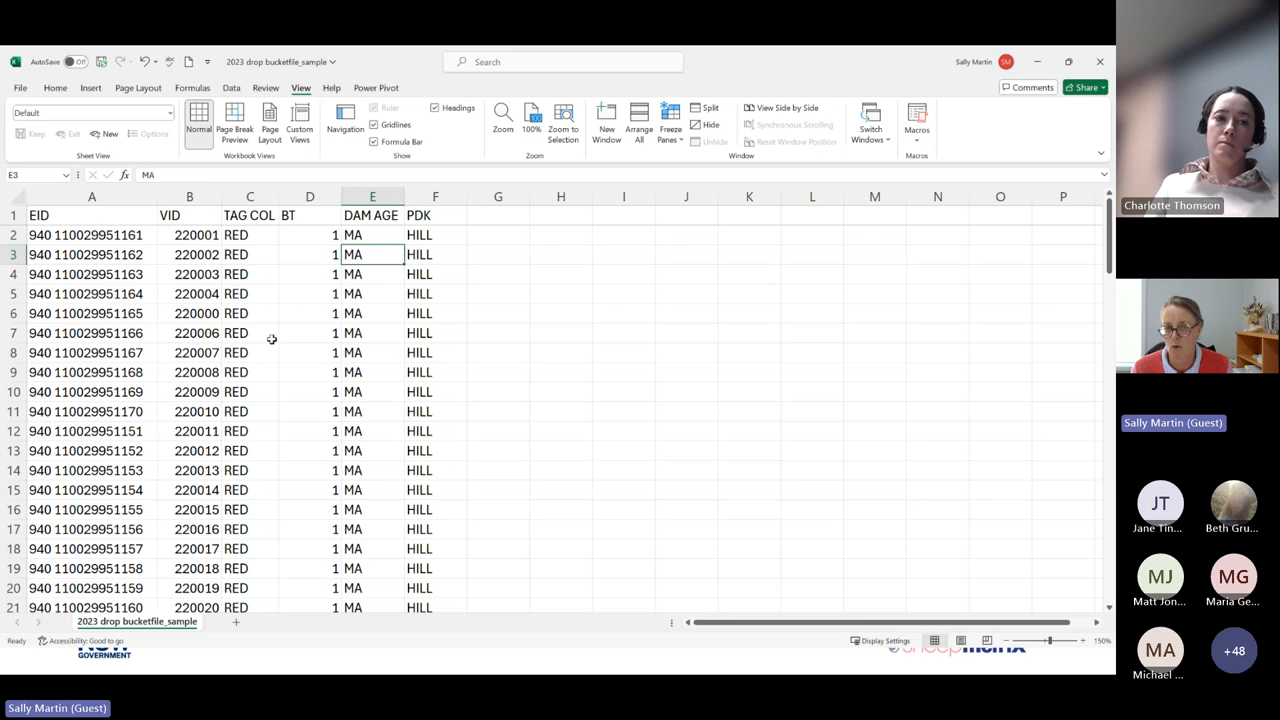 AutoSave Off 2023 drop bucketfile_sample Search Sally Martin SM
File Home Insert Page Layout Formulas Data Review View Help Power Pivot Comments Share
Default
Keep Exit New Options
Sheet View
Normal Page Break Preview Page Layout Custom Views
Workbook Views
Navigation
Ruler
Gridlines
Formula Bar
Headings
Show
Zoom 100% Zoom to Selection
Zoom
New Window Arrange All Freeze Panes
Split
Hide
Unhide
View Side by Side
Synchronous Scrolling
Reset Window Position
Switch Windows
Window
Macros
Macros
E3 fx MA
A B C D E F G H I J K L M N O P
1 EID VID TAG COL BT DAM AGE PDK
2 940 110029951161 220001 RED 1 MA HILL
3 940 110029951162 220002 RED 1 MA HILL
4 940 110029951163 220003 RED 1 MA HILL
5 940 110029951164 220004 RED 1 MA HILL
6 940 110029951165 220000 RED 1 MA HILL
7 940 110029951166 220006 RED 1 MA HILL
8 940 110029951167 220007 RED 1 MA HILL
9 940 110029951168 220008 RED 1 MA HILL
10 940 110029951169 220009 RED 1 MA HILL
11 940 110029951170 220010 RED 1 MA HILL
12 940 110029951151 220011 RED 1 MA HILL
13 940 110029951152 220012 RED 1 MA HILL
14 940 110029951153 220013 RED 1 MA HILL
15 940 110029951154 220014 RED 1 MA HILL
16 940 110029951155 220015 RED 1 MA HILL
17 940 110029951156 220016 RED 1 MA HILL
18 940 110029951157 220017 RED 1 MA HILL
19 940 110029951158 220018 RED 1 MA HILL
20 940 110029951159 220019 RED 1 MA HILL
21 940 110029951160 220020 RED 1 MA HILL
2023 drop bucketfile_sample
Ready Accessibility: Good to go Display Settings 150%
GOVERNMENT
Sally Martin (Guest)
Charlotte Thomson
Sally Martin (Guest)
JT
Jane Tin... Beth Gru...
MJ MG
Matt Jon... Maria Ge...
MA +48
Michael ...